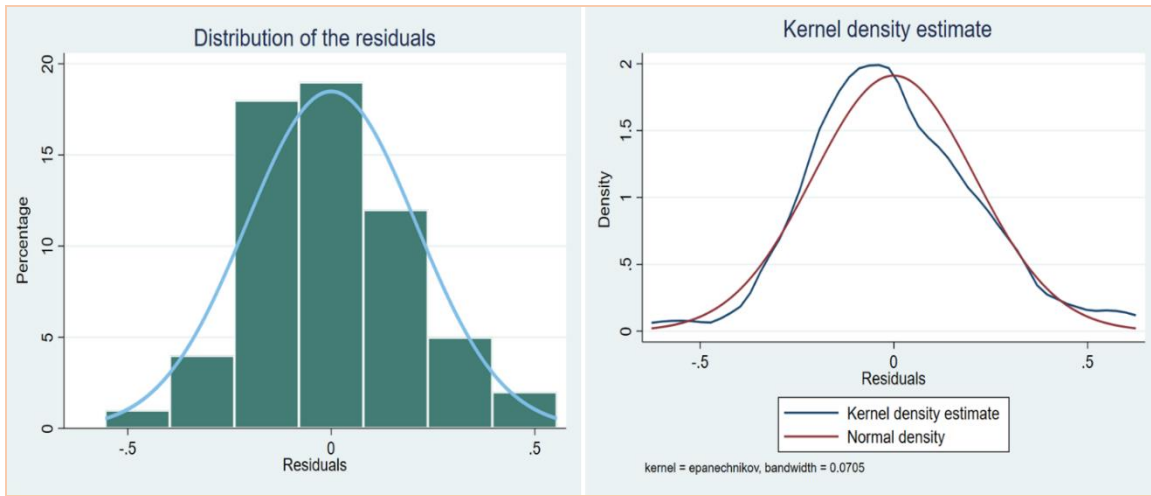 Distribution of the residuals
20
15
10
5
0
Percentage
-.5
0
.5
Residuals
Kernel density estimate
2
1.5
1
.5
0
Density
-.5
0
.5
Residuals
Kernel density estimate
Normal density
kernel = epanechnikov, bandwidth = 0.0705